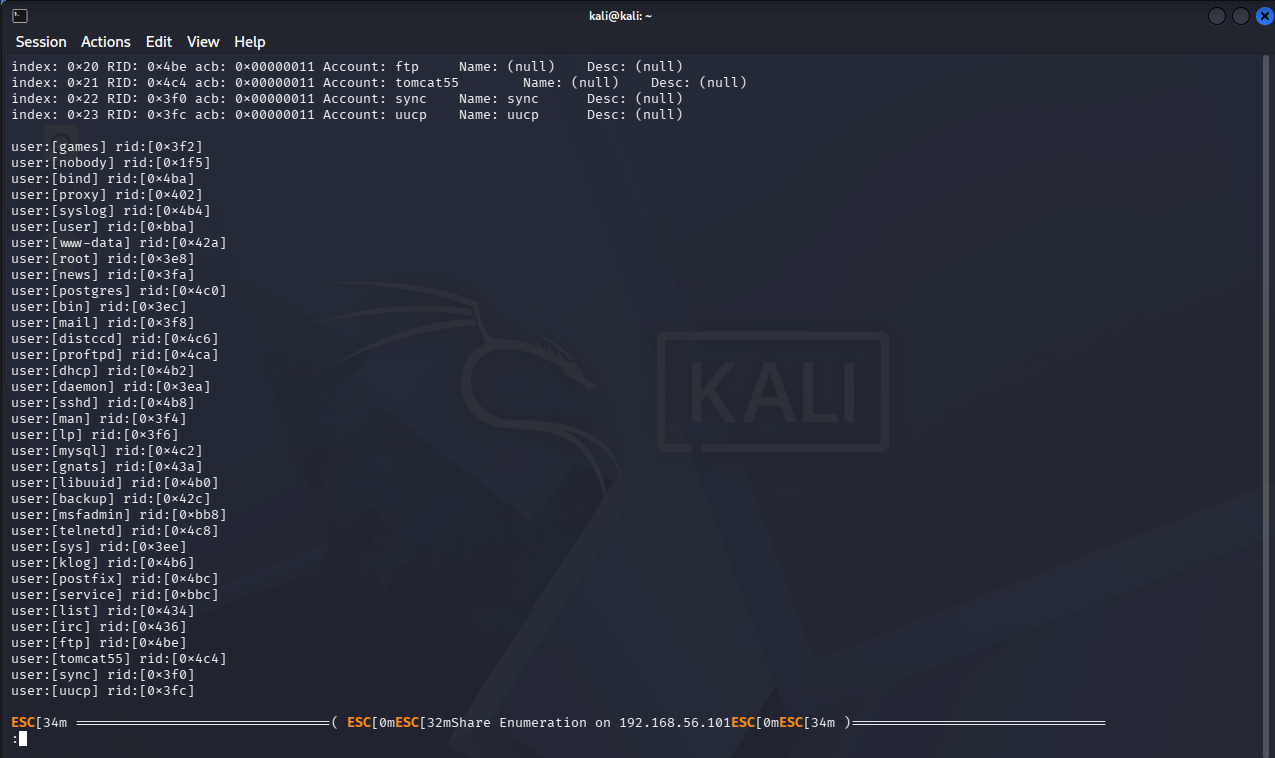 kali@kali: ~
Session Actions Edit View Help
index: 0×20 RID: 0×4be acb: 0×00000011 Account: ftp Name: (null) Desc: (null)
index: 0×21 RID: 0×4c4 acb: 0×00000011 Account: tomcat55 Name: (null) Desc: (null)
index: 0×22 RID: 0×3f0 acb: 0×00000011 Account: sync Name: sync Desc: (null)
index: 0×23 RID: 0×3fc acb: 0×00000011 Account: uucp Name: uucp Desc: (null)
user:[games] rid:[0×3f2]
user:[nobody] rid:[0×1f5]
user:[bind] rid:[0×4ba]
user:[proxy] rid:[0×402]
user:[syslog] rid:[0×4b4]
user:[user] rid:[0×bba]
user:[www-data] rid:[0×42a]
user:[root] rid:[0×3e8]
user:[news] rid:[0×3fa]
user:[postgres] rid:[0×4c0]
user:[bin] rid:[0×3ec]
user:[mail] rid:[0×3f8]
user:[distccd] rid:[0×4c6]
user:[proftpd] rid:[0×4ca]
user:[dhcp] rid:[0×4b2]
user:[daemon] rid:[0×3ea]
user:[sshd] rid:[0×4b8]
user:[man] rid:[0×3f4]
user:[lp] rid:[0×3f6]
user:[mysql] rid:[0×4c2]
user:[gnats] rid:[0×43a]
user:[libuuid] rid:[0×4b0]
user:[backup] rid:[0×42c]
user:[msfadmin] rid:[0×bb8]
user:[telnetd] rid:[0×4c8]
user:[sys] rid:[0×3ee]
user:[klog] rid:[0×4b6]
user:[postfix] rid:[0×4bc]
user:[service] rid:[0×bbc]
user:[list] rid:[0×434]
user:[irc] rid:[0×436]
user:[ftp] rid:[0×4be]
user:[tomcat55] rid:[0×4c4]
user:[sync] rid:[0×3f0]
user:[uucp] rid:[0×3fc]
ESC[34m ================================( ESC[0mESC[32mShare Enumeration on 192.168.56.101ESC[0mESC[34m )================================
:
KALI